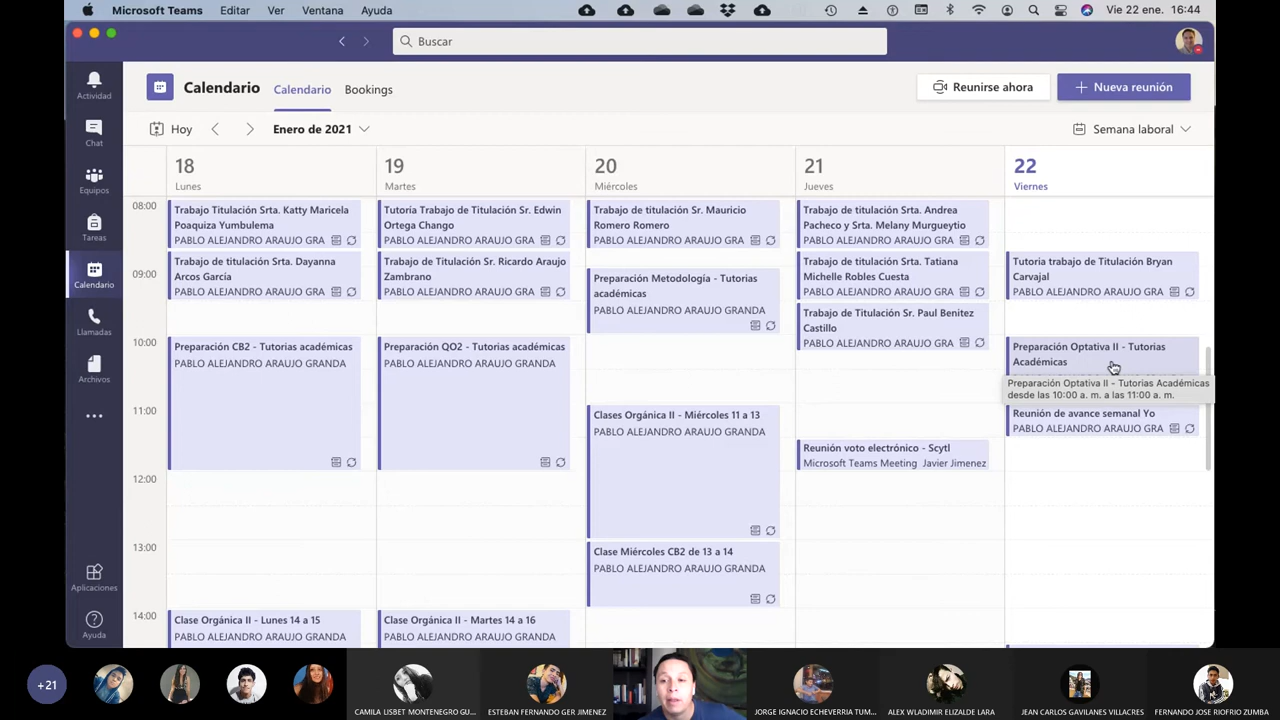 Microsoft Teams Editar Ver Ventana Ayuda Vie 22 ene. 16:44
Buscar
Actividad
Chat
Equipos
Tareas
Calendario
Llamadas
Archivos
Aplicaciones
Ayuda
Calendario Calendario Bookings Reunirse ahora + Nueva reunión
Hoy Enero de 2021 Semana laboral
18
Lunes
19
Martes
20
Miércoles
21
Jueves
22
Viernes
08:00
09:00
10:00
11:00
12:00
13:00
14:00
Trabajo Titulación Srta. Katty Maricela
Poaquiza Yumbulema
PABLO ALEJANDRO ARAUJO GRA
Trabajo de titulación Srta. Dayanna
Arcos García
PABLO ALEJANDRO ARAUJO GRA
Preparación CB2 - Tutorias académicas
PABLO ALEJANDRO ARAUJO GRANDA
Clase Orgánica II - Lunes 14 a 15
PABLO ALEJANDRO ARAUJO GRANDA
Tutoría Trabajo de Titulación Sr. Edwin
Ortega Chango
PABLO ALEJANDRO ARAUJO GRA
Trabajo de Titulación Sr. Ricardo Araujo
Zambrano
PABLO ALEJANDRO ARAUJO GRA
Preparación QO2 - Tutorias académicas
PABLO ALEJANDRO ARAUJO GRANDA
Clase Orgánica II - Martes 14 a 16
PABLO ALEJANDRO ARAUJO GRANDA
Trabajo de titulación Sr. Mauricio
Romero Romero
PABLO ALEJANDRO ARAUJO GRA
Preparación Metodología - Tutorias
académicas
PABLO ALEJANDRO ARAUJO GRANDA
Clases Orgánica II - Miércoles 11 a 13
PABLO ALEJANDRO ARAUJO GRANDA
Clase Miércoles CB2 de 13 a 14
PABLO ALEJANDRO ARAUJO GRANDA
Trabajo de titulación Srta. Andrea
Pacheco y Srta. Melany Murgueytio
PABLO ALEJANDRO ARAUJO GRA
Trabajo de titulación Srta. Tatiana
Michelle Robles Cuesta
PABLO ALEJANDRO ARAUJO GRA
Trabajo de Titulación Sr. Paul Benitez
Castillo
PABLO ALEJANDRO ARAUJO GRA
Reunión voto electrónico - Scytl
Microsoft Teams Meeting Javier Jimenez
Tutoria trabajo de Titulación Bryan
Carvajal
PABLO ALEJANDRO ARAUJO GRA
Preparación Optativa II - Tutorias
Académicas
Preparación Optativa II - Tutorias Académicas
desde las 10:00 a. m. a las 11:00 a. m.
Reunión de avance semanal Yo
PABLO ALEJANDRO ARAUJO GRA
+21
CAMILA LISBET MONTENEGRO GU...
ESTEBAN FERNANDO GER JIMENEZ
JORGE IGNACIO ECHEVERRIA TUM...
ALEX WLADIMIR ELIZALDE LARA
JEAN CARLOS GAVILANES VILLACRES
FERNANDO JOSE RIOFRIO ZUMBA